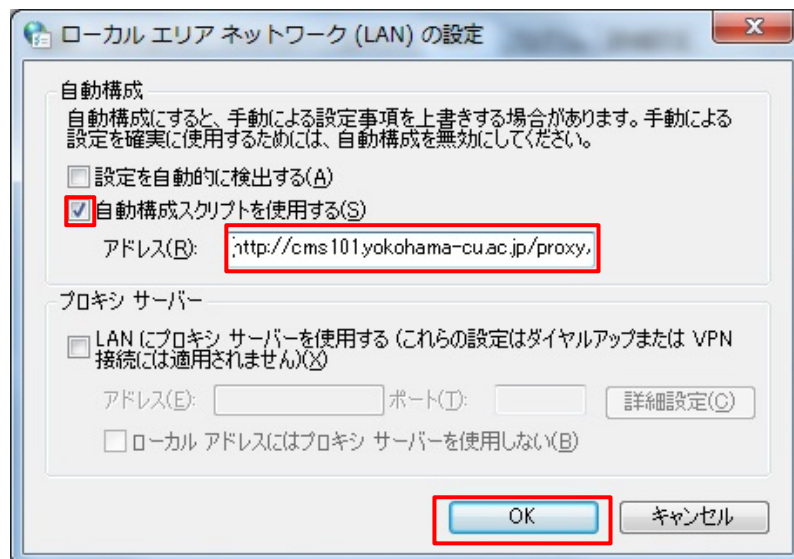 ローカル エリア ネットワーク (LAN) の設定
自動構成
自動構成にすると、手動による設定事項を上書きする場合があります。手動による
設定を確実に使用するためには、自動構成を無効にしてください。
設定を自動的に検出する(A)
自動構成スクリプトを使用する(S)
アドレス(R): http://cms101.yokohama-cu.ac.jp/proxy.
プロキシ サーバー
LAN にプロキシ サーバーを使用する (これらの設定はダイヤルアップまたは VPN
接続には適用されません)(X)
アドレス(E): ポート(T): 詳細設定(C)
ローカル アドレスにはプロキシ サーバーを使用しない(B)
OK キャンセル